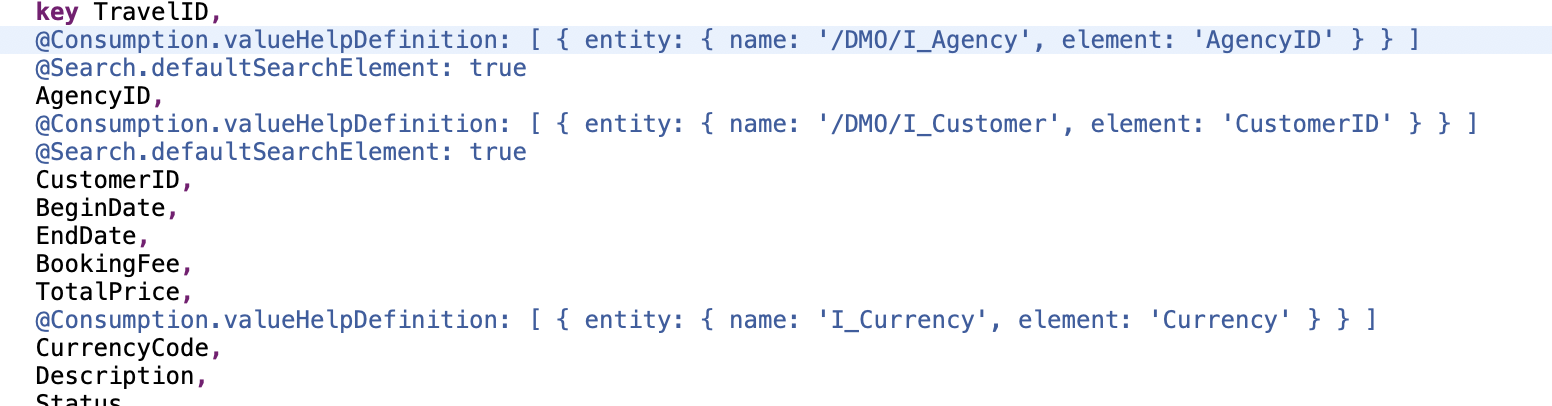 key TravelID,
@Consumption.valueHelpDefinition: [ { entity: { name: '/DMO/I_Agency', element: 'AgencyID' } } ]
@Search.defaultSearchElement: true
AgencyID,
@Consumption.valueHelpDefinition: [ { entity: { name: '/DMO/I_Customer', element: 'CustomerID' } } ]
@Search.defaultSearchElement: true
CustomerID,
BeginDate,
EndDate,
BookingFee,
TotalPrice,
@Consumption.valueHelpDefinition: [ { entity: { name: 'I_Currency', element: 'Currency' } } ]
CurrencyCode,
Description,
Status